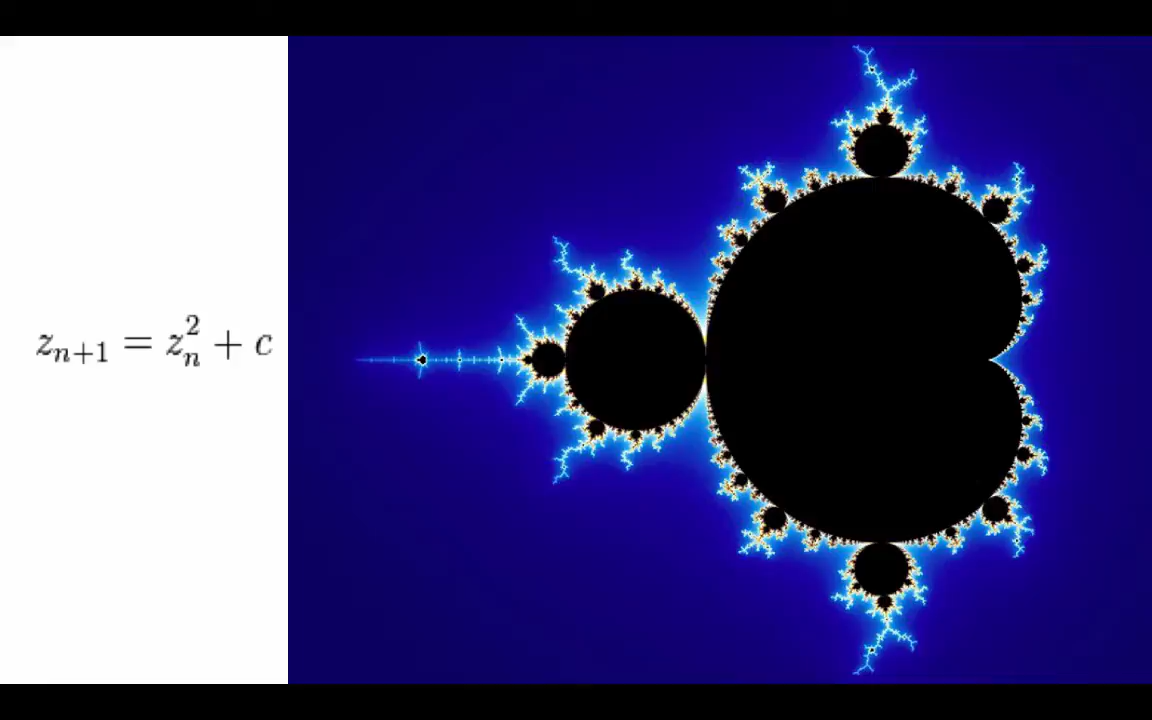 $z_{n+1} = z_n^2 + c$